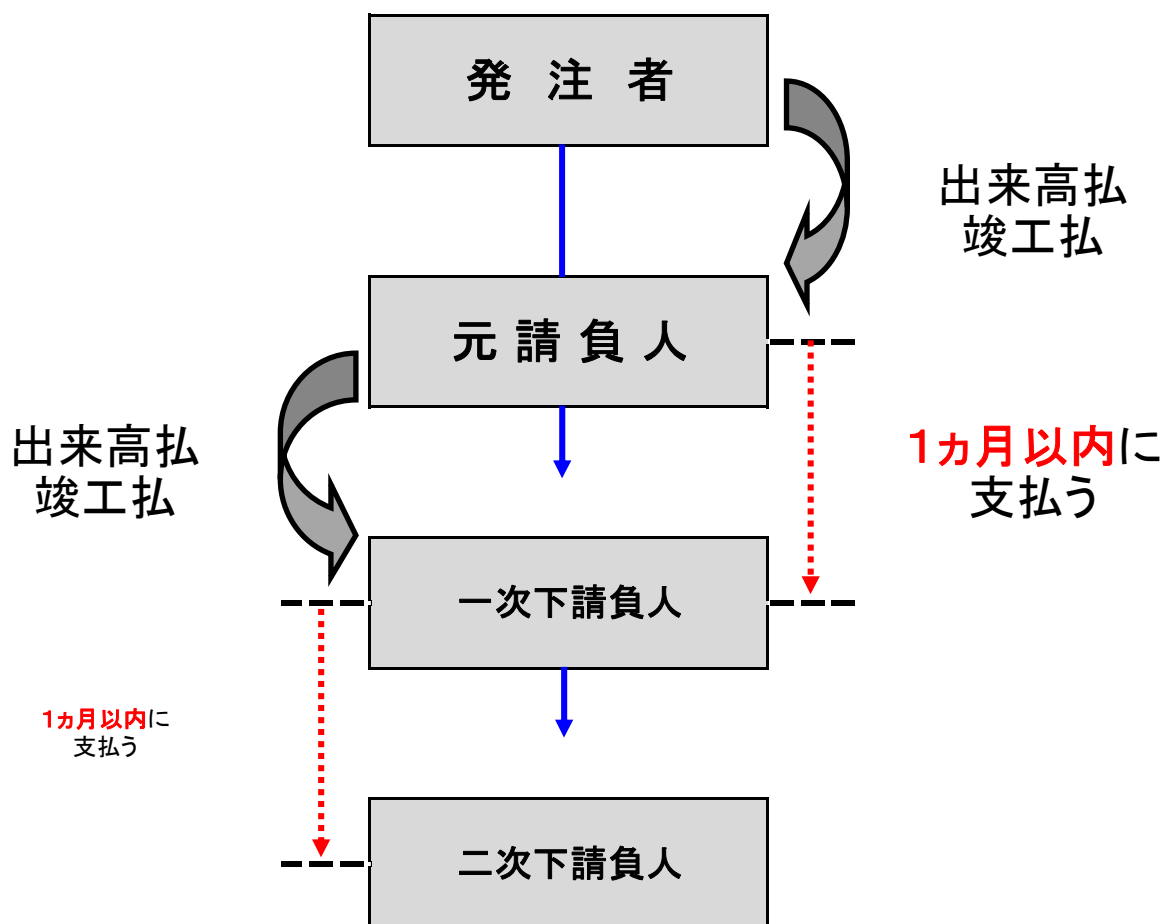 発注者
出来高払
竣工払
元請負人
出来高払
竣工払
1ヵ月以内に
支払う
一次下請負人
1ヵ月以内に
支払う
二次下請負人